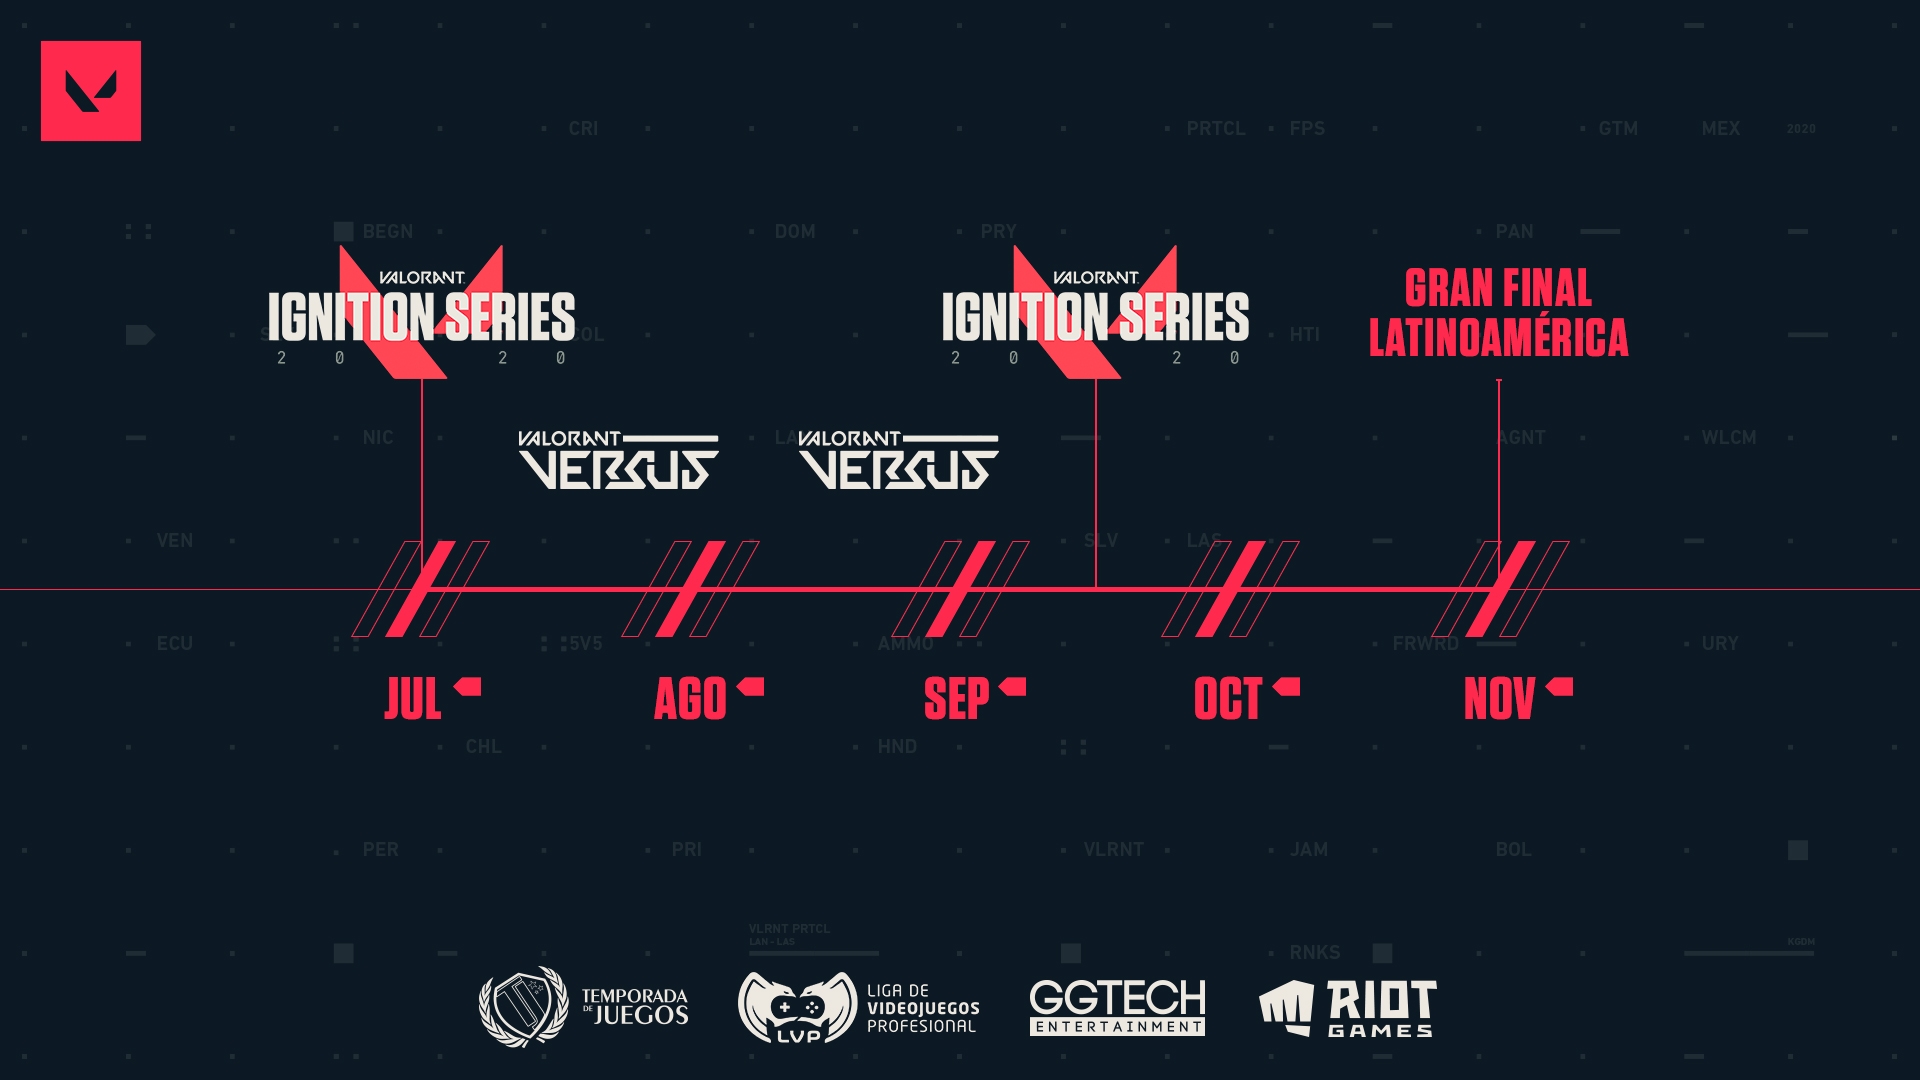 CRI
PRTCL
FPS
GTM
MEX
2020
BEGN
DOM
PRY
PAN
VALORANT
IGNITION SERIES
2 0 2 0
VALORANT
IGNITION SERIES
2 0 2 0
GRAN FINAL
LATINOAMÉRICA
COL
HTI
NIC
AGNT
WLCM
VALORANT
VERSUS
VALORANT
VERSUS
VEN
SLV
LAS
ECU
5V5
AMMO
FRWRD
URY
JUL
AGO
SEP
OCT
NOV
CHL
HND
PER
PRI
VLRNT
JAM
BOL
VLRNT PRTCL
LAN - LAS
RNKS
KGDM
TEMPORADA
DE JUEGOS
LVP
LIGA DE
VIDEOJUEGOS
PROFESIONAL
GGTECH
ENTERTAINMENT
RIOT
GAMES